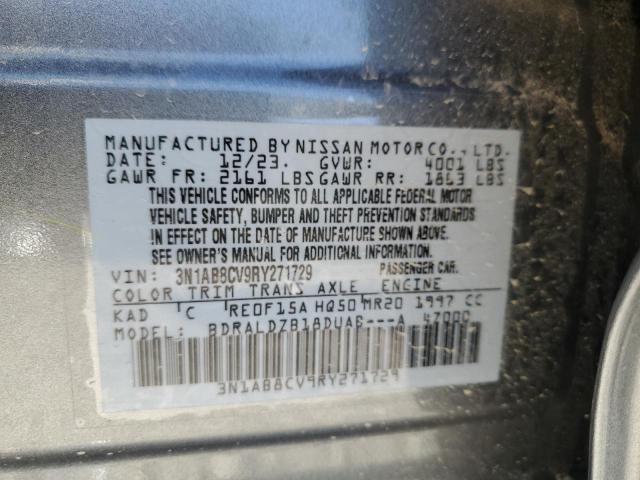 MANUFACTURED BY NISSAN MOTOR CO., LTD.
DATE: 12/23. GVWR: 4001 LBS
GAWR FR: 2161 LBS GAWR RR: 1863 LBS
THIS VEHICLE CONFORMS TO ALL APPLICABLE FEDERAL MOTOR
VEHICLE SAFETY, BUMPER AND THEFT PREVENTION STANDARDS
IN EFFECT ON THE DATE OF MANUFACTURE SHOWN ABOVE.
SEE OWNER'S MANUAL FOR ADDITIONAL INFORMATION.
VIN: 3N1AB8CV9RY271729 PASSENGER CAR.
COLOR TRIM TRANS AXLE ENGINE
KAD C RE0F15A HQ50 MR20 1997 CC
MODEL: BDRALDZB18DUAB---A 47000
3N1AB8CV9RY271729